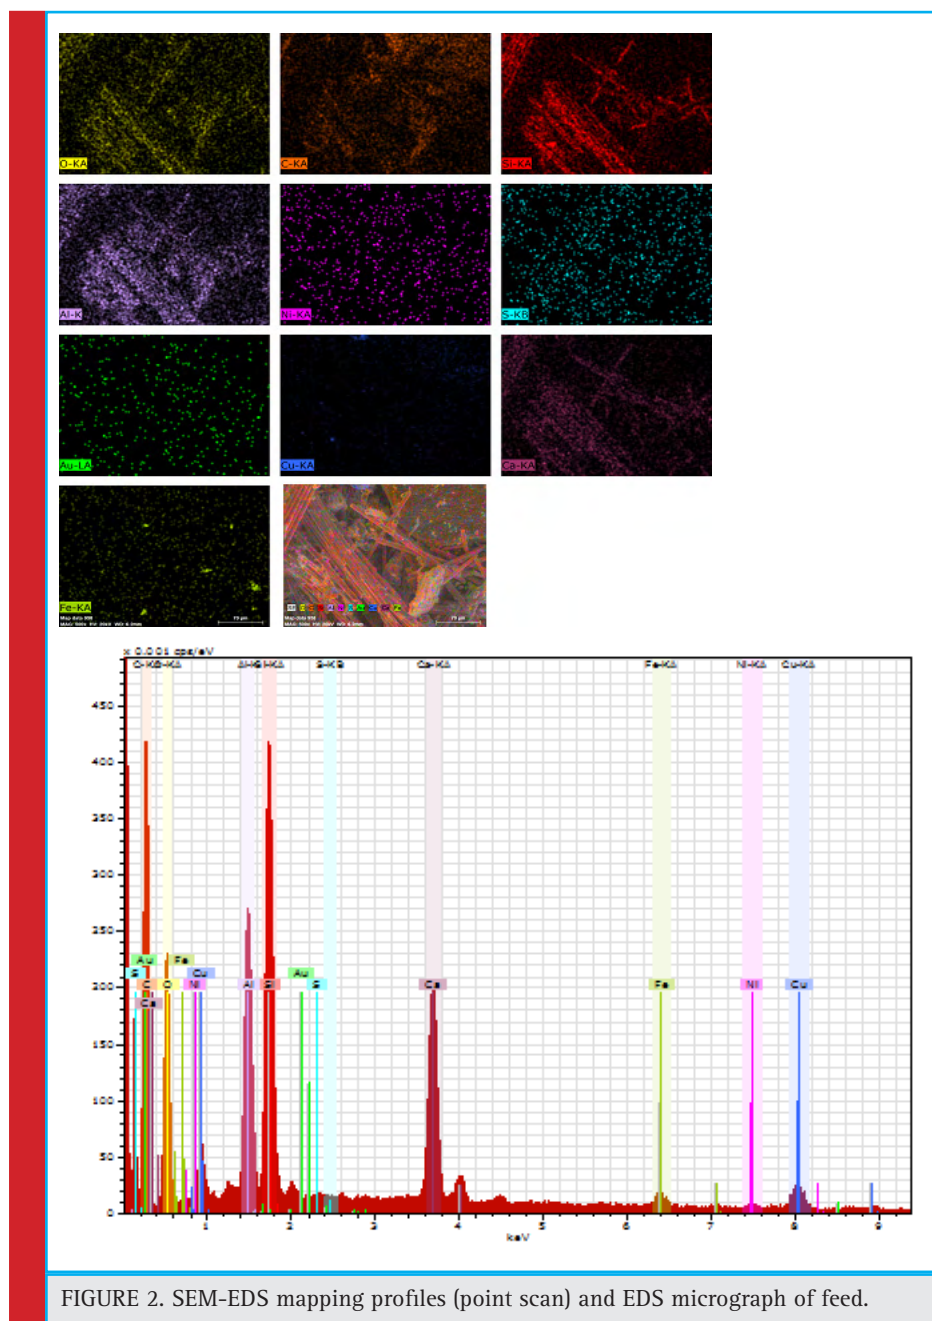 O-KA
C-KA
Si-KA
Al-K
Ni-KA
S-KB
Au-LA
Cu-KA
Ca-KA
Fe-KA
x 0.001 cps/eV
Ca-KA
Fe-KA
Ni-KA
Cu-KA
450
400
350
300
250
200
150
100
50
0
Au
Fe
S
Cu
Au
S
C
O
Ni
Al
Si
Ca
Ca
Fe
Ni
Cu
1
2
3
4
5
6
7
8
9
keV
FIGURE 2. SEM-EDS mapping profiles (point scan) and EDS micrograph of feed.